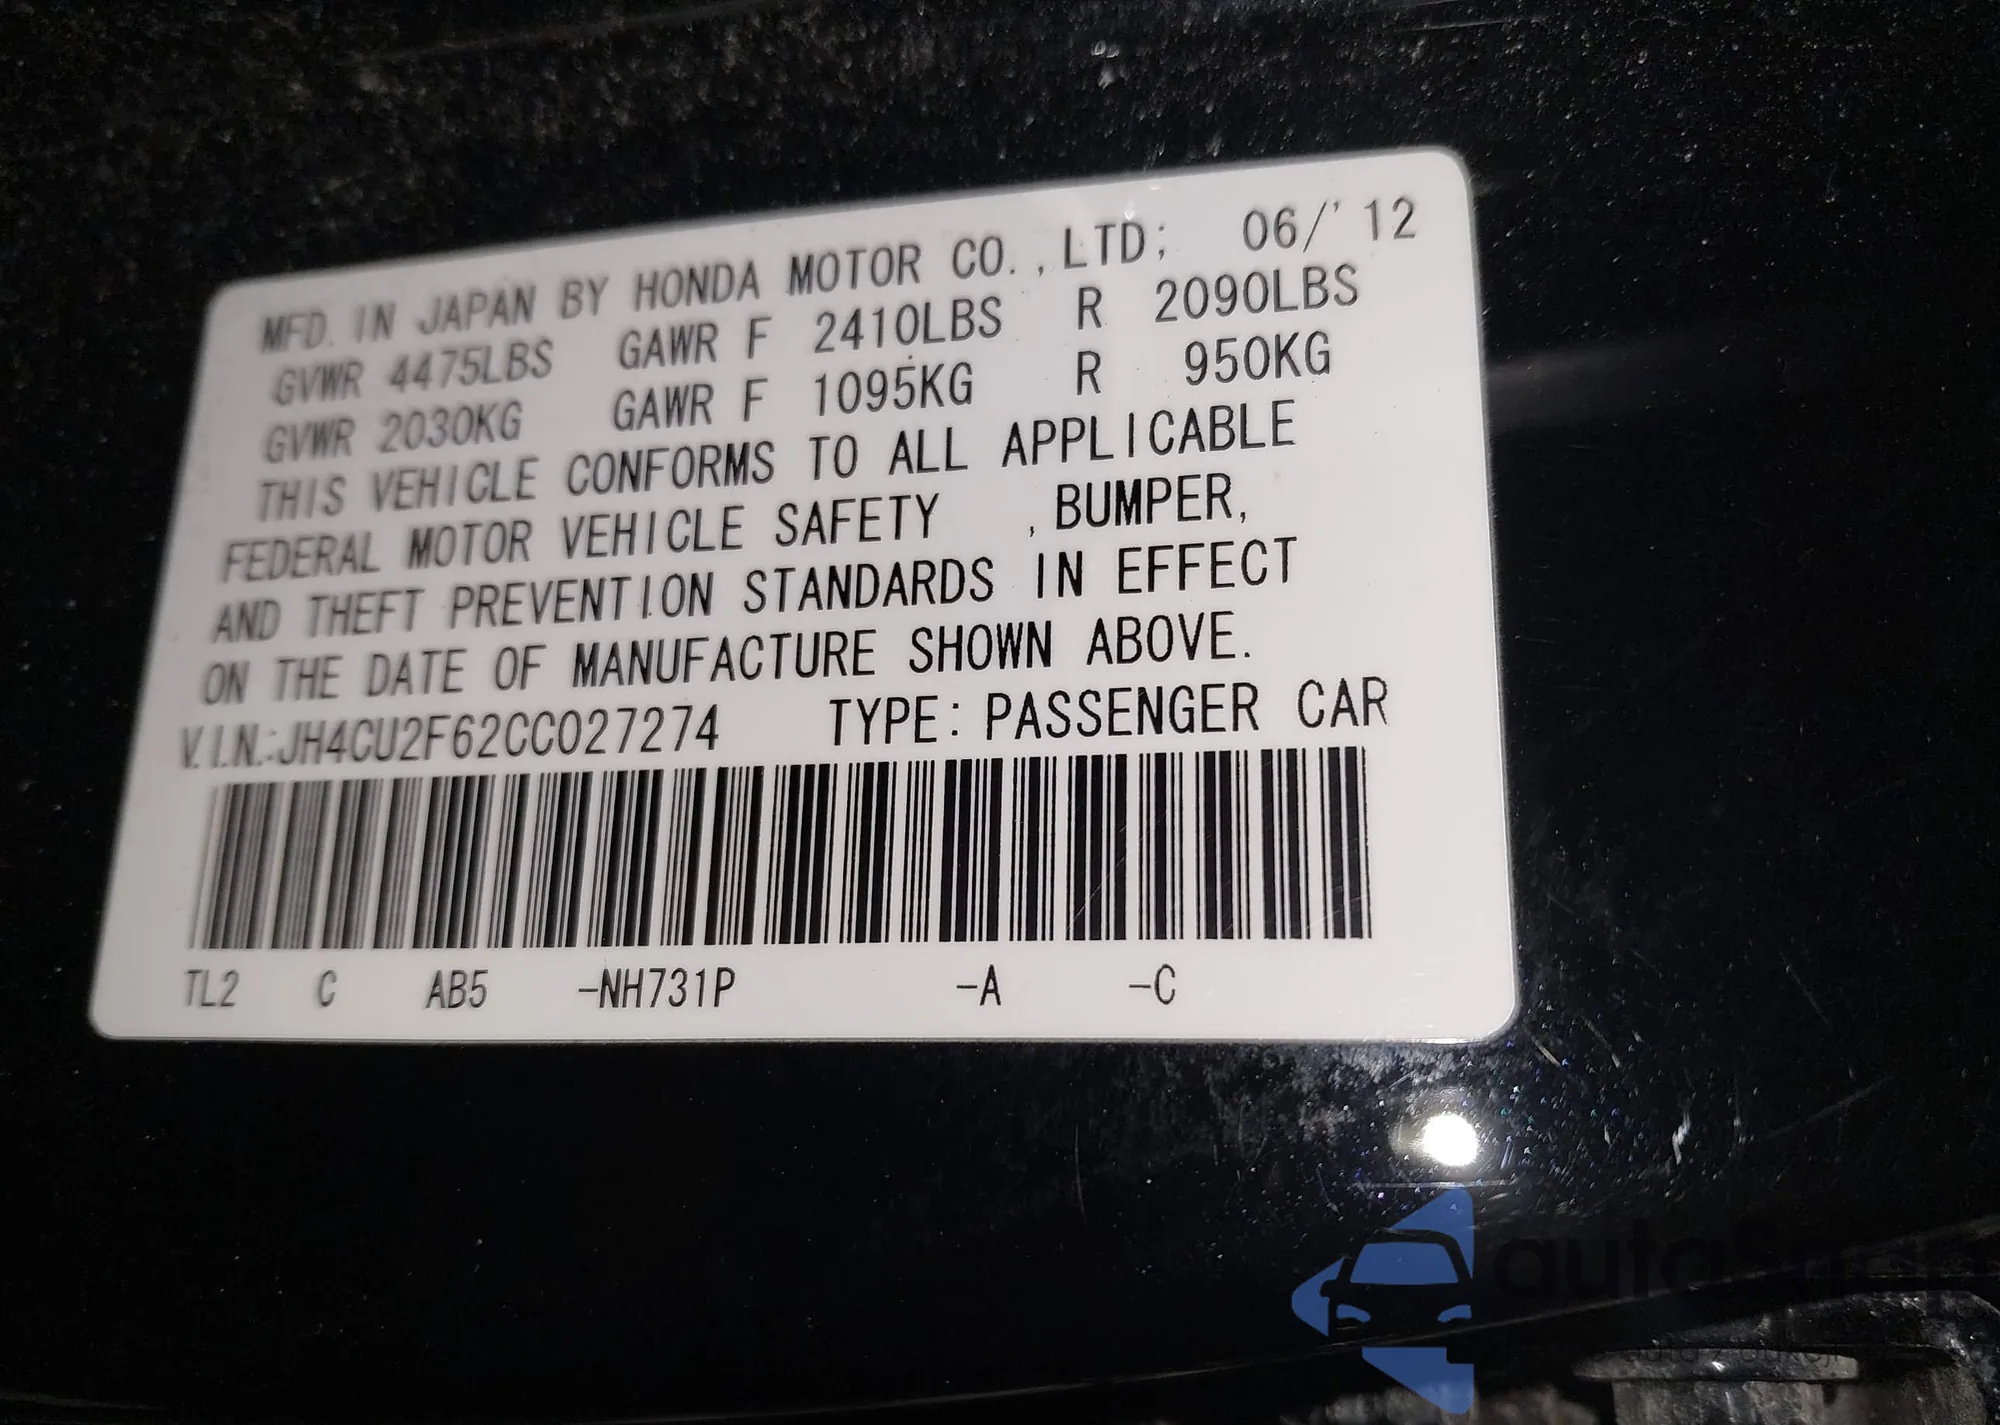 MFD. IN JAPAN BY HONDA MOTOR CO., LTD; 06/'12
GVWR 4475LBS GAWR F 2410LBS R 2090LBS
GVWR 2030KG GAWR F 1095KG R 950KG
THIS VEHICLE CONFORMS TO ALL APPLICABLE
FEDERAL MOTOR VEHICLE SAFETY , BUMPER,
AND THEFT PREVENTION STANDARDS IN EFFECT
ON THE DATE OF MANUFACTURE SHOWN ABOVE.
V.I.N.:JH4CU2F62CC027274 TYPE: PASSENGER CAR
TL2 C AB5 -NH731P -A -C